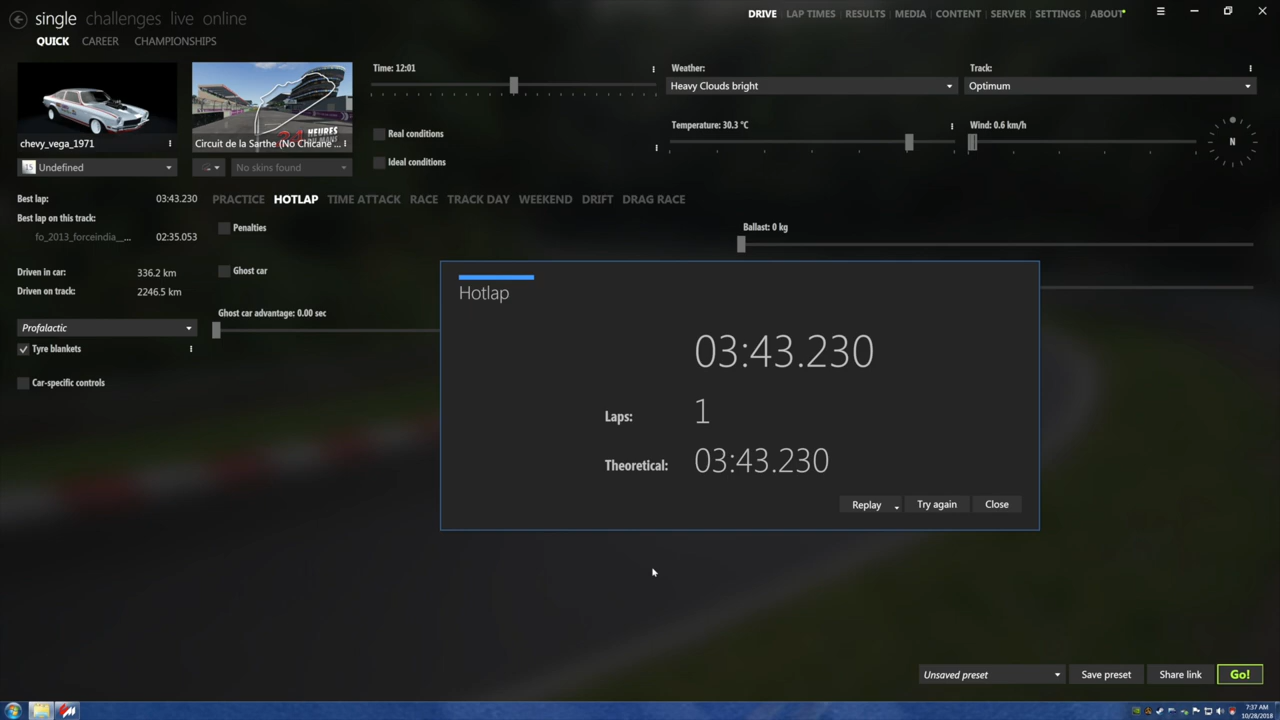 single challenges live online
DRIVE LAP TIMES RESULTS MEDIA CONTENT SERVER SETTINGS ABOUT
QUICK CAREER CHAMPIONSHIPS
chevy_vega_1971
Circuit de la Sarthe (No Chicane'...
Time: 12:01
Weather:
Track:
Heavy Clouds bright
Optimum
Real conditions
Temperature: 30.3 °C
Wind: 0.6 km/h
N
Ideal conditions
Undefined
No skins found
Best lap: 03:43.230
PRACTICE HOTLAP TIME ATTACK RACE TRACK DAY WEEKEND DRIFT DRAG RACE
Best lap on this track:
fo_2013_forceindia__... 02:35.053
Penalties
Ballast: 0 kg
Driven in car: 336.2 km
Ghost car
Driven on track: 2246.5 km
Ghost car advantage: 0.00 sec
Profalactic
Tyre blankets
Car-specific controls
Hotlap
03:43.230
Laps: 1
Theoretical: 03:43.230
Replay Try again Close
Unsaved preset Save preset Share link Go!
7:37 AM
10/28/2018